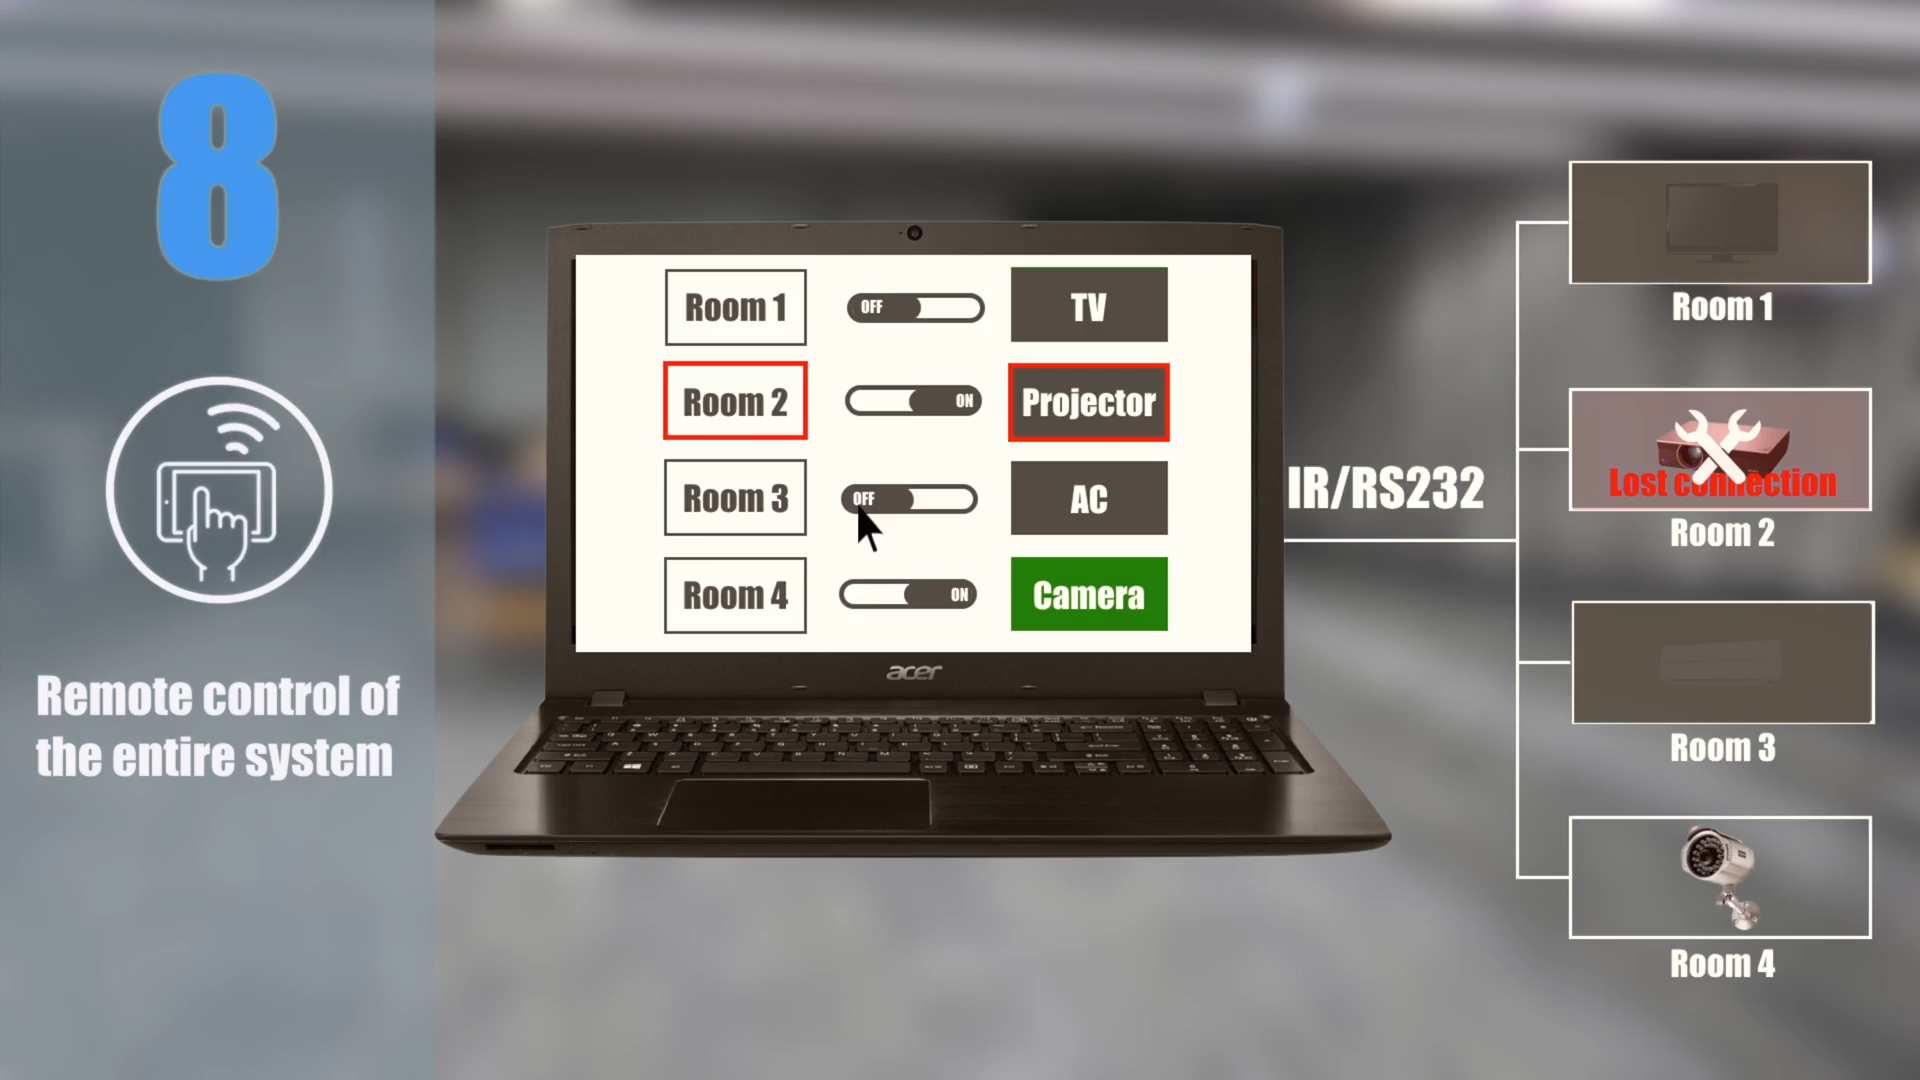 8
Remote control of
the entire system
Room 1
OFF
TV
Room 2
ON
Projector
Room 3
OFF
AC
Room 4
ON
Camera
acer
IR/RS232
Room 1
Lost connection
Room 2
Room 3
Room 4